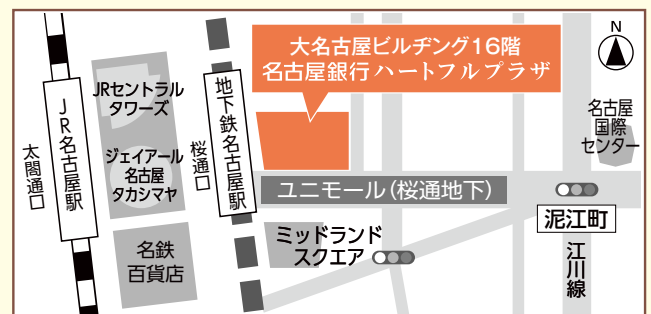 大名古屋ビルヂング16階
名古屋銀行ハートフルプラザ
N
JRセントラル
タワーズ
JR名古屋駅
太閤通口
ジェイアール
名古屋
タカシマヤ
桜通口
地下鉄名古屋駅
名古屋
国際
センター
ユニモール（桜通地下）
泥江町
江川線
ミッドランド
スクエア
名鉄
百貨店